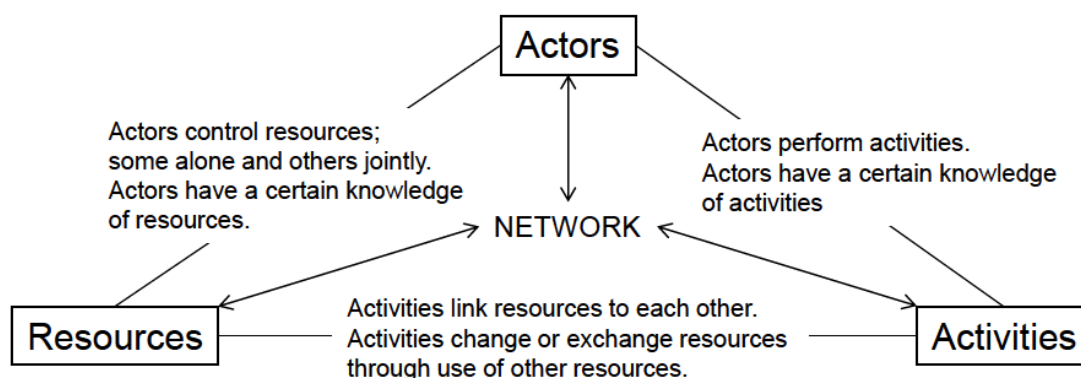 Actors
Actors control resources;
some alone and others jointly.
Actors have a certain knowledge
of resources.
Actors perform activities.
Actors have a certain knowledge
of activities
NETWORK
Resources
Activities link resources to each other.
Activities change or exchange resources
through use of other resources.
Activities